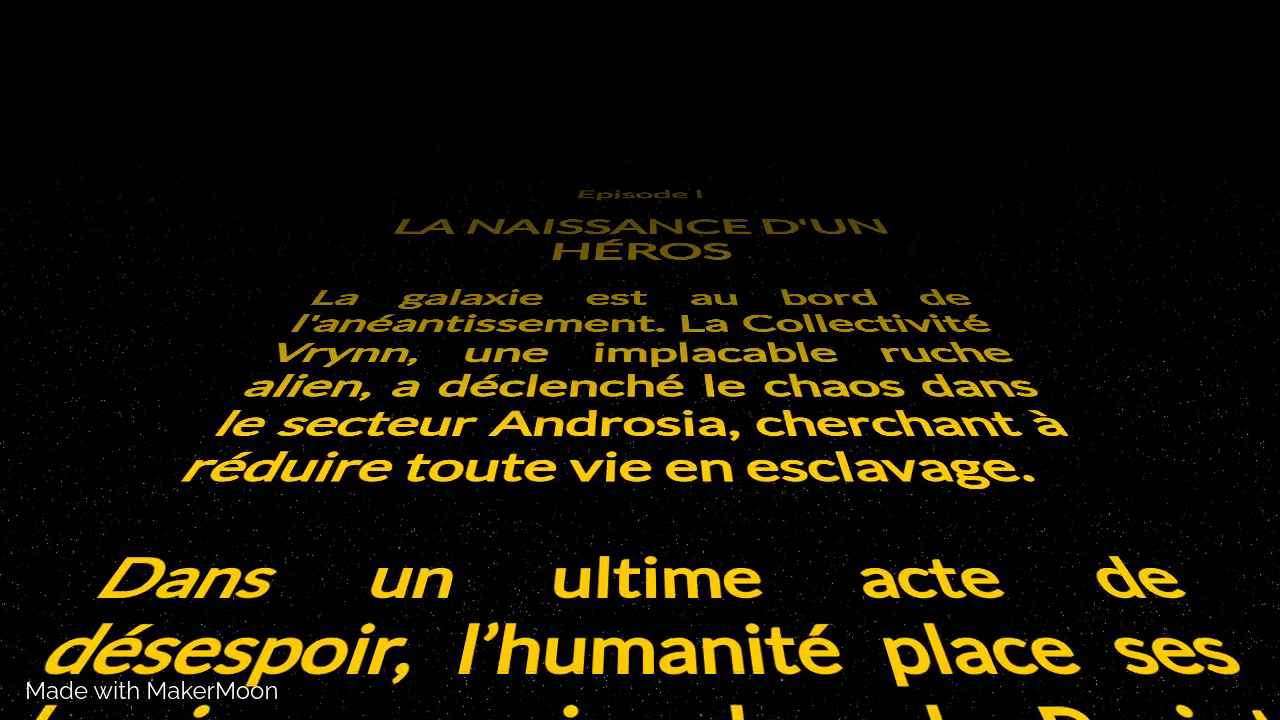 Episode I
LA NAISSANCE D'UN
HÉROS
La galaxie est au bord de
l'anéantissement. La Collectivité
Vrynn, une implacable ruche
alien, a déclenché le chaos dans
le secteur Androsia, cherchant à
réduire toute vie en esclavage.
Dans un ultime acte de
désespoir, l’humanité place ses
Made with MakerMoon